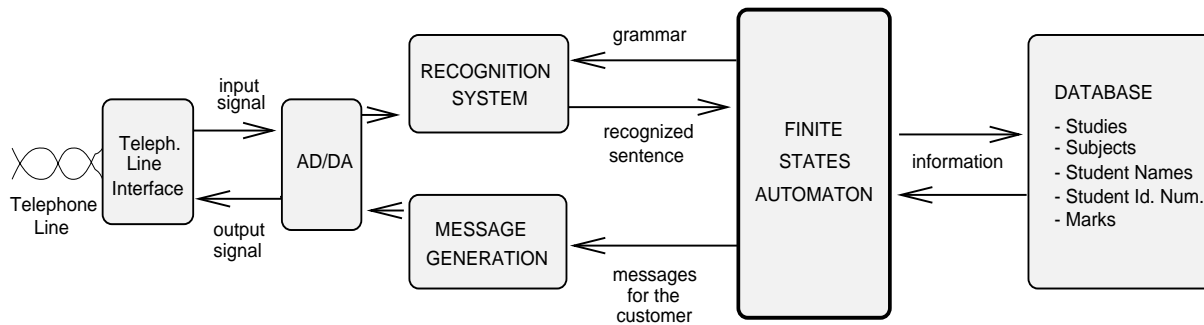 Telephone
Line
Teleph.
Line
Interface
input
signal
output
signal
AD/DA
RECOGNITION
SYSTEM
MESSAGE
GENERATION
grammar
recognized
sentence
messages
for the
customer
FINITE
STATES
AUTOMATON
information
DATABASE
- Studies
- Subjects
- Student Names
- Student Id. Num.
- Marks